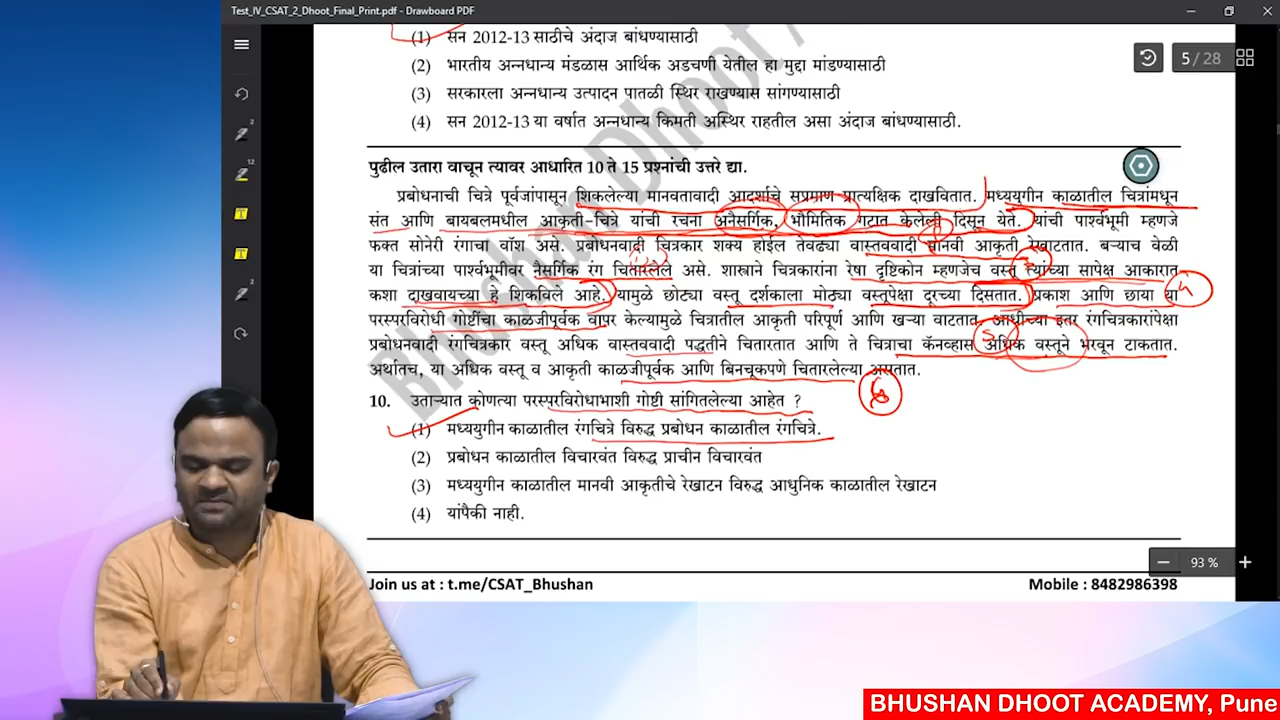 Test_IV_CSAT_2_Dhoot_Final_Print.pdf - Drawboard PDF
5 / 28
(1) सन 2012-13 साठीचे अंदाज बांधण्यासाठी
(2) भारतीय अन्नधान्य मंडळास आर्थिक अडचणी येतील हा मुद्दा मांडण्यासाठी
(3) सरकारला अन्नधान्य उत्पादन पातळी स्थिर राखण्यास सांगण्यासाठी
(4) सन 2012-13 या वर्षात अन्नधान्य किमती अस्थिर राहतील असा अंदाज बांधण्यासाठी.
पुढील उतारा वाचून त्यावर आधारित 10 ते 15 प्रश्नांची उत्तरे द्या.
प्रबोधनाची चित्रे पूर्वजांपासून शिकलेल्या मानवतावादी आदर्शाचे सप्रमाण प्रात्यक्षिक दाखवितात. मध्ययुगीन काळातील चित्रांमधून
संत आणि बायबलमधील आकृती-चित्रे यांची रचना अनैसर्गिक, भौमितिक गटात केलेली दिसून येते. यांची पार्श्वभूमी म्हणजे
फक्त सोनेरी रंगाचा वॉश असे. प्रबोधनवादी चित्रकार शक्य होईल तेवढ्या वास्तववादी मानवी आकृती रेखाटतात. बऱ्याच वेळी
या चित्रांच्या पार्श्वभूमीवर नैसर्गिक रंग चितारलेले असे. शास्त्राने चित्रकारांना रेषा दृष्टिकोन म्हणजेच वस्तू त्यांच्या सापेक्ष आकारात
कशा दाखवायच्या हे शिकविले आहे. यामुळे छोट्या वस्तू दर्शकाला मोठ्या वस्तूपेक्षा दूरच्या दिसतात. प्रकाश आणि छाया या
परस्परविरोधी गोष्टींचा काळजीपूर्वक वापर केल्यामुळे चित्रातील आकृती परिपूर्ण आणि खऱ्या वाटतात. आधीच्या इतर रंगचित्रकारांपेक्षा
प्रबोधनवादी रंगचित्रकार वस्तू अधिक वास्तववादी पद्धतीने चितारतात आणि ते चित्राचा कॅनव्हास अधिक वस्तूने भरवून टाकतात.
अर्थातच, या अधिक वस्तू व आकृती काळजीपूर्वक आणि बिनचूकपणे चितारलेल्या असतात.
10. उताऱ्यात कोणत्या परस्परविरोधाभाशी गोष्टी सांगितलेल्या आहेत ?
(1) मध्ययुगीन काळातील रंगचित्रे विरुद्ध प्रबोधन काळातील रंगचित्रे.
(2) प्रबोधन काळातील विचारवंत विरुद्ध प्राचीन विचारवंत
(3) मध्ययुगीन काळातील मानवी आकृतीचे रेखाटन विरुद्ध आधुनिक काळातील रेखाटन
(4) यांपैकी नाही.
93 %
Join us at : t.me/CSAT_Bhushan Mobile : 8482986398
BHUSHAN DHOOT ACADEMY, Pune